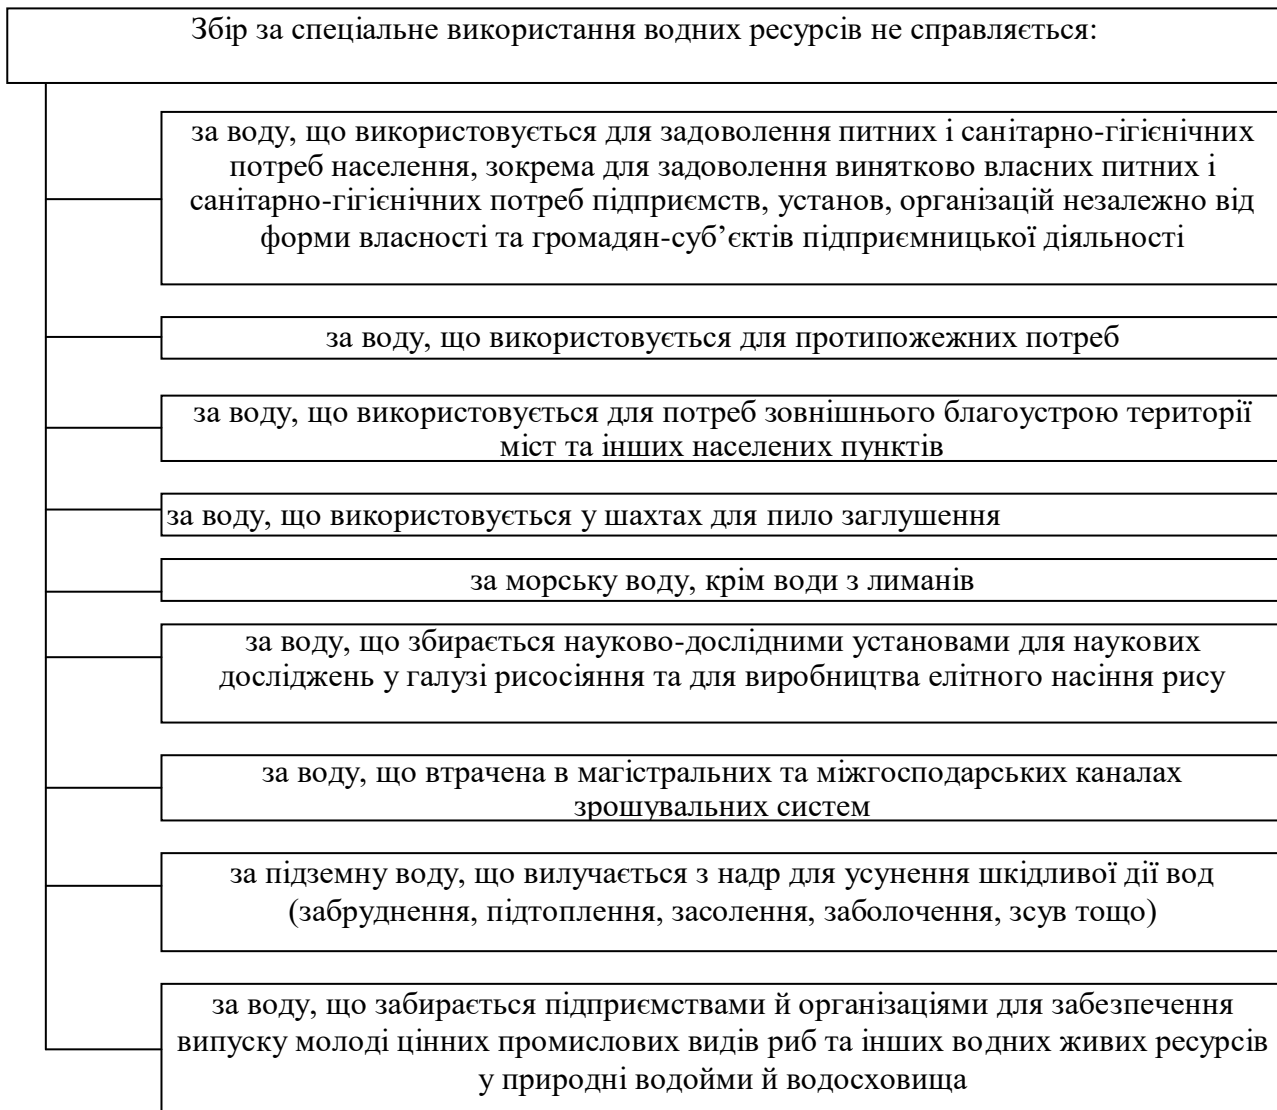 Збір за спеціальне використання водних ресурсів не справляється:
за воду, що використовується для задоволення питних і санітарно-гігієнічних
потреб населення, зокрема для задоволення винятково власних питних і
санітарно-гігієнічних потреб підприємств, установ, організацій незалежно від
форми власності та громадян-суб’єктів підприємницької діяльності
за воду, що використовується для протипожежних потреб
за воду, що використовується для потреб зовнішнього благоустрою території
міст та інших населених пунктів
за воду, що використовується у шахтах для пило заглушення
за морську воду, крім води з лиманів
за воду, що збирається науково-дослідними установами для наукових
досліджень у галузі рисосіяння та для виробництва елітного насіння рису
за воду, що втрачена в магістральних та міжгосподарських каналах
зрошувальних систем
за підземну воду, що вилучається з надр для усунення шкідливої дії вод
(забруднення, підтоплення, засолення, заболочення, зсув тощо)
за воду, що забирається підприємствами й організаціями для забезпечення
випуску молоді цінних промислових видів риб та інших водних живих ресурсів
у природні водойми й водосховища